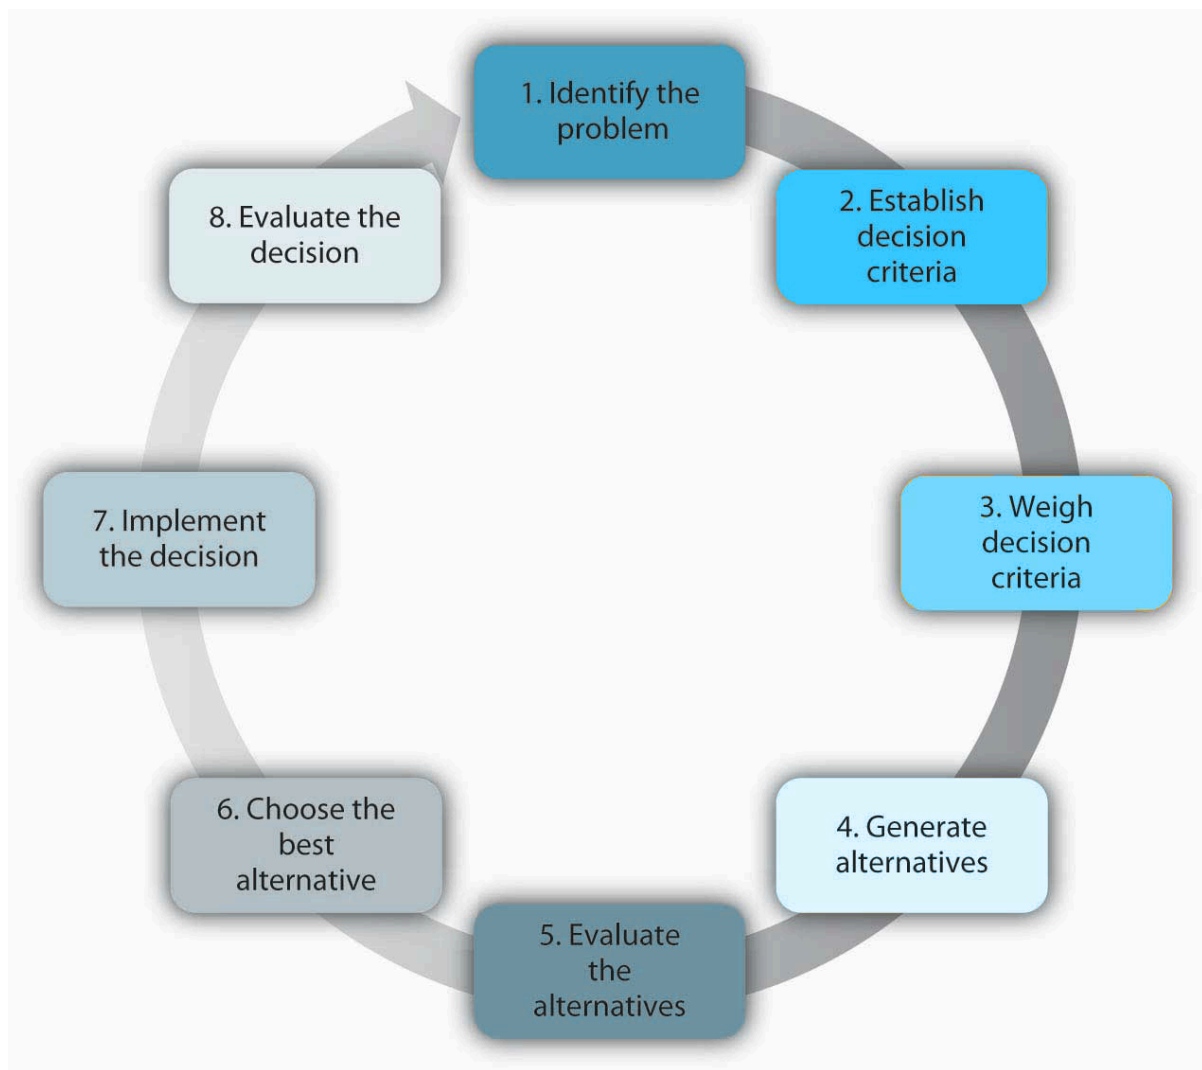 1. Identify the
problem
2. Establish
decision
criteria
3. Weigh
decision
criteria
4. Generate
alternatives
5. Evaluate
the
alternatives
6. Choose the
best
alternative
7. Implement
the decision
8. Evaluate the
decision